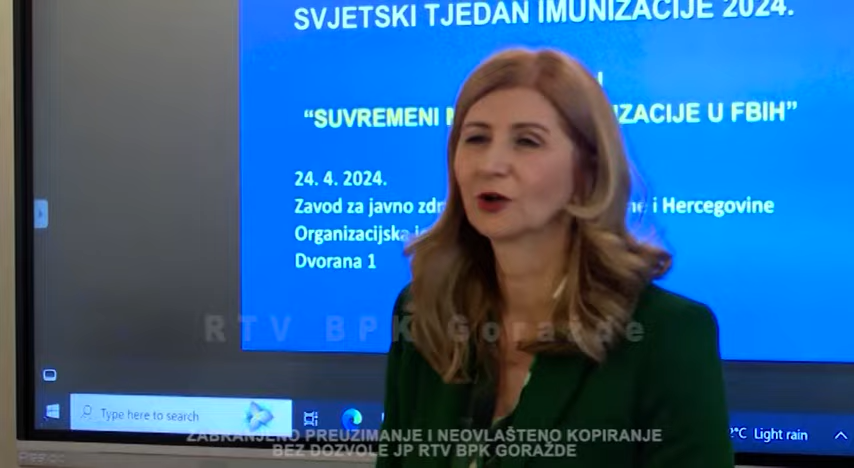 SVJETSKI TJEDAN IMUNIZACIJE 2024.
"SUVREMENI IZACIJE U FBIH"
24. 4. 2024.
Zavod za javno zdr e i Hercegovine
Organizacijska
Dvorana 1
RTV BPK Goražde
Type here to search
°C Light rain
ZABRANJENO PREUZIMANJE I NEOVLAŠTENO KOPIRANJE
BEZ DOZVOLE JP RTV BPK GORAŽDE